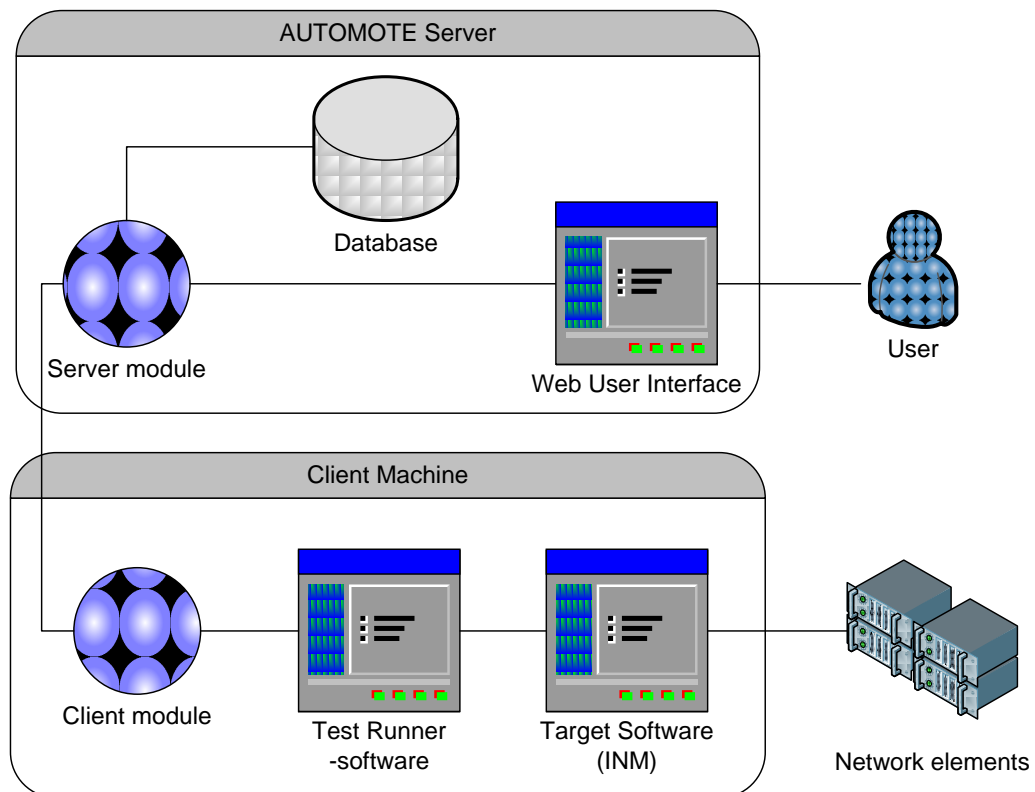 AUTOMOTE Server
Database
Server module
Web User Interface
User
Client Machine
Client module
Test Runner
-software
Target Software
(INM)
Network elements